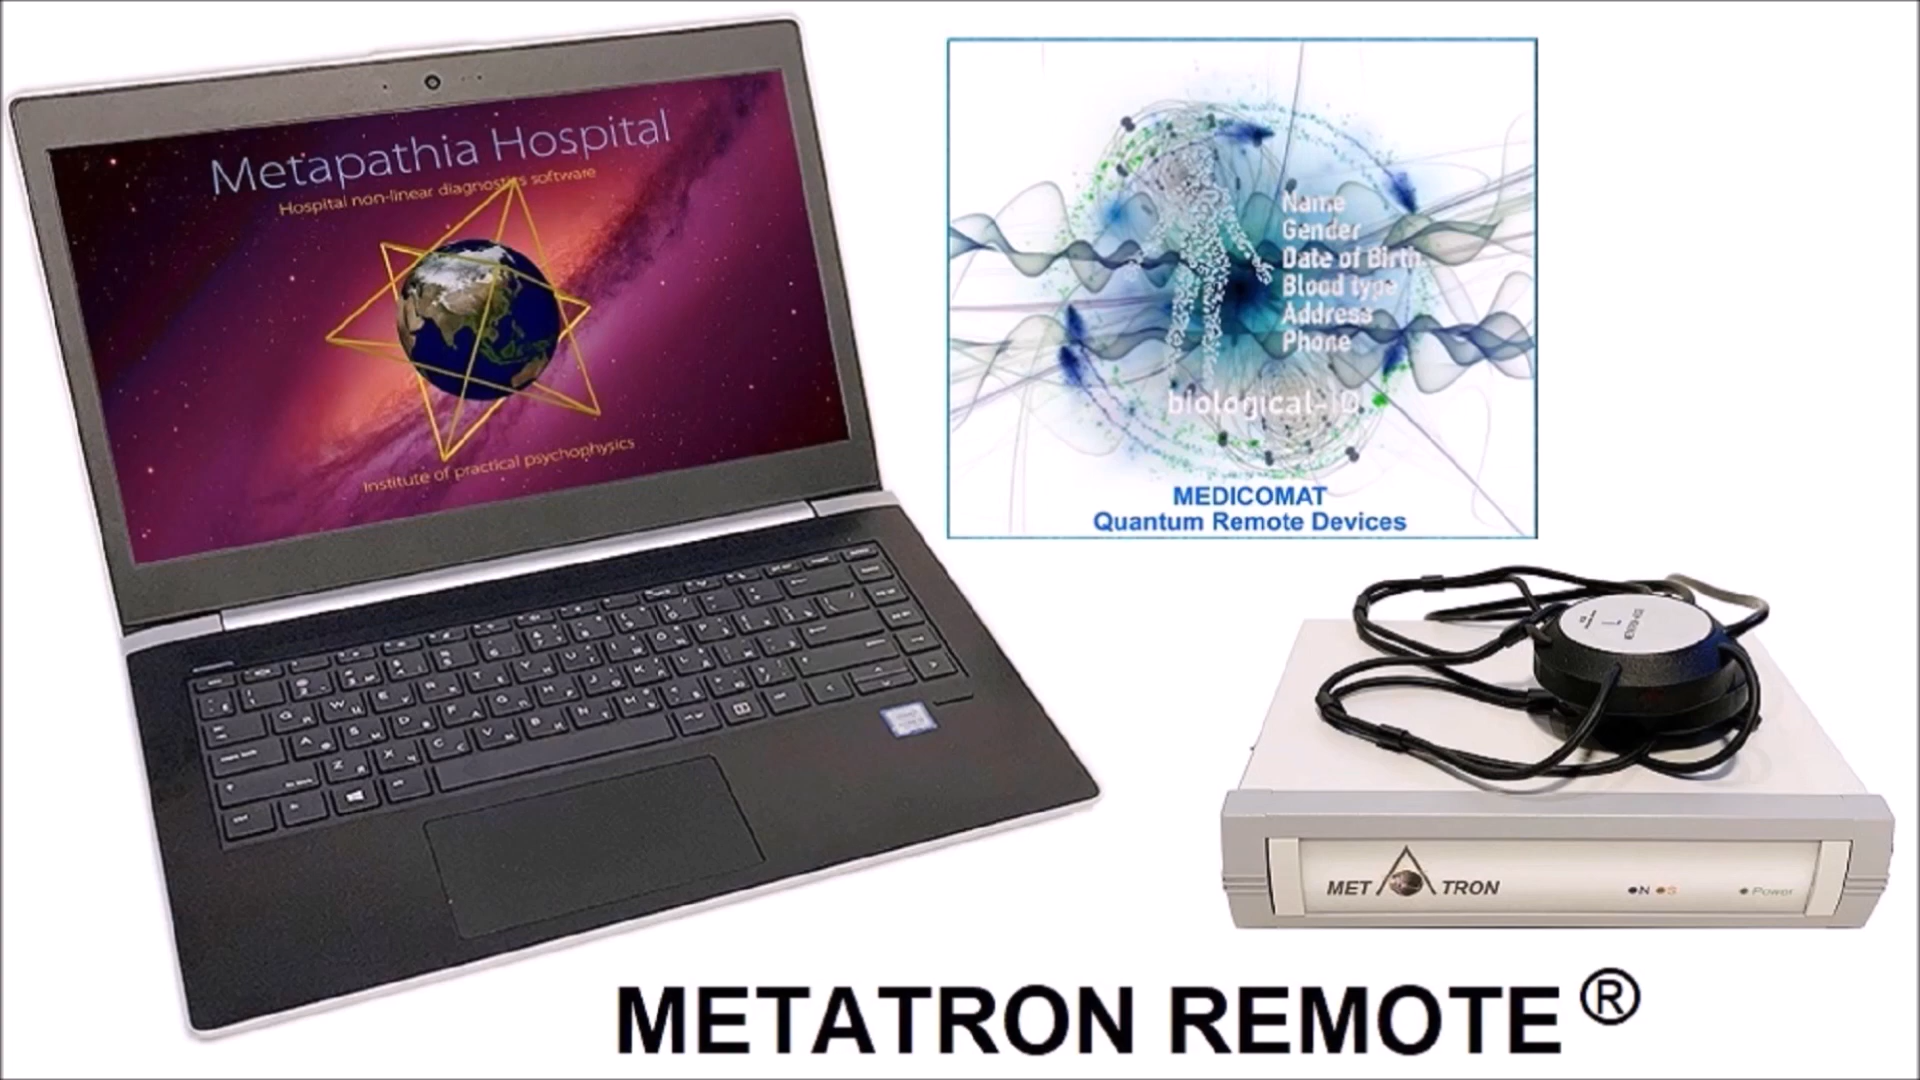 Metapathia Hospital
Hospital non-linear diagnostics software
Institute of practical psychophysics
Name
Gender
Date of Birth
Blood type
Address
Phone
biological-ID
MEDICOMAT
Quantum Remote Devices
MET TRON
N S
Power
METATRON REMOTE®